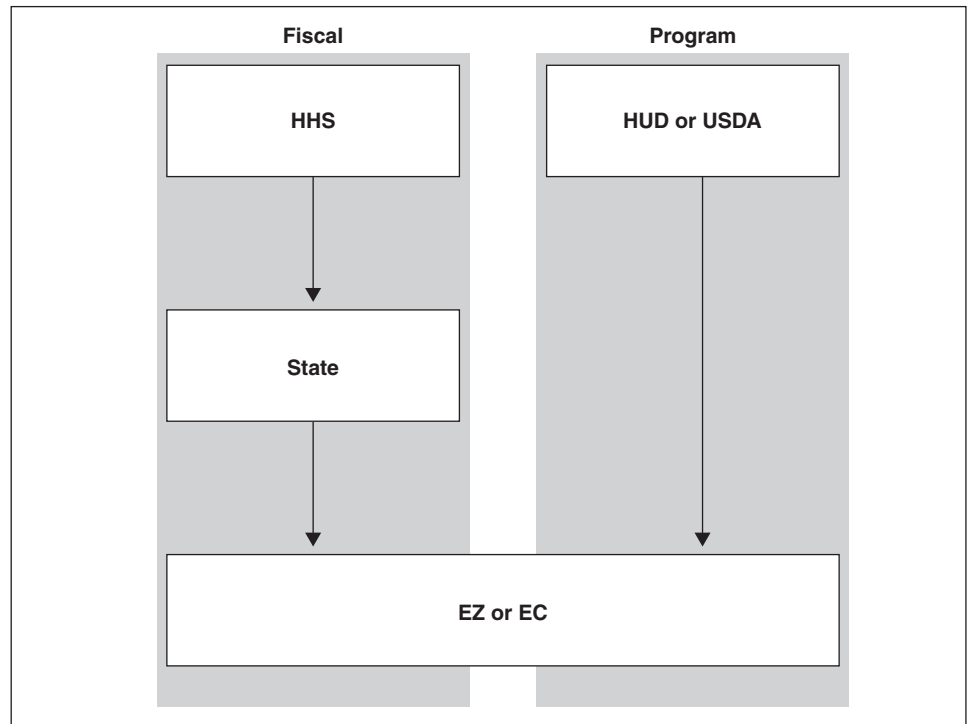 Fiscal
Program
HHS
HUD or USDA
State
EZ or EC